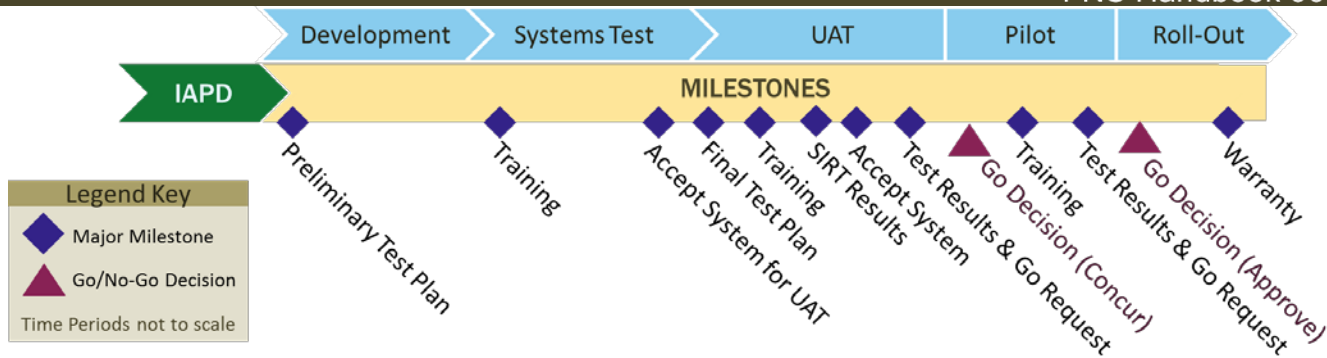 Development
Systems Test
UAT
Pilot
Roll-Out
IAPD
MILESTONES
Preliminary Test Plan
Training
Accept System for UAT
Final Test Plan
Training
SIRT Results
Accept System
Test Results & Go Request
Go Decision (Concur)
Training
Test Results & Go Request
Go Decision (Approve)
Warranty
Legend Key
Major Milestone
Go/No-Go Decision
Time Periods not to scale